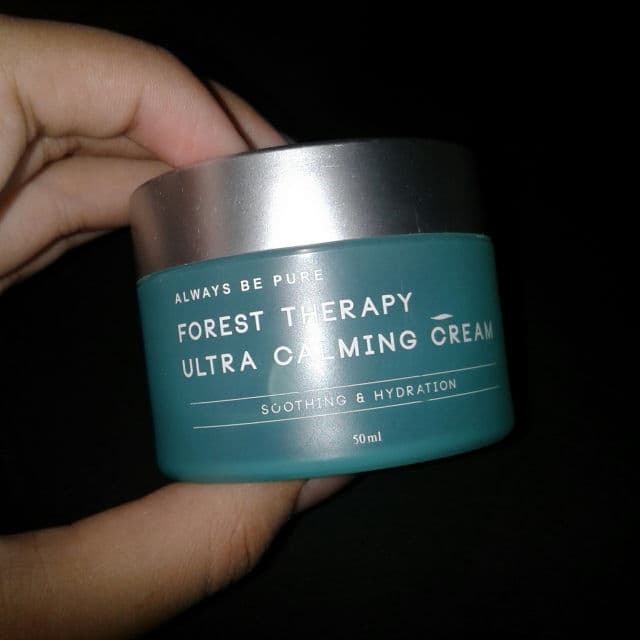 ALWAYS BE PURE
FOREST THERAPY
ULTRA CALMING CREAM
SOOTHING & HYDRATION
50ml